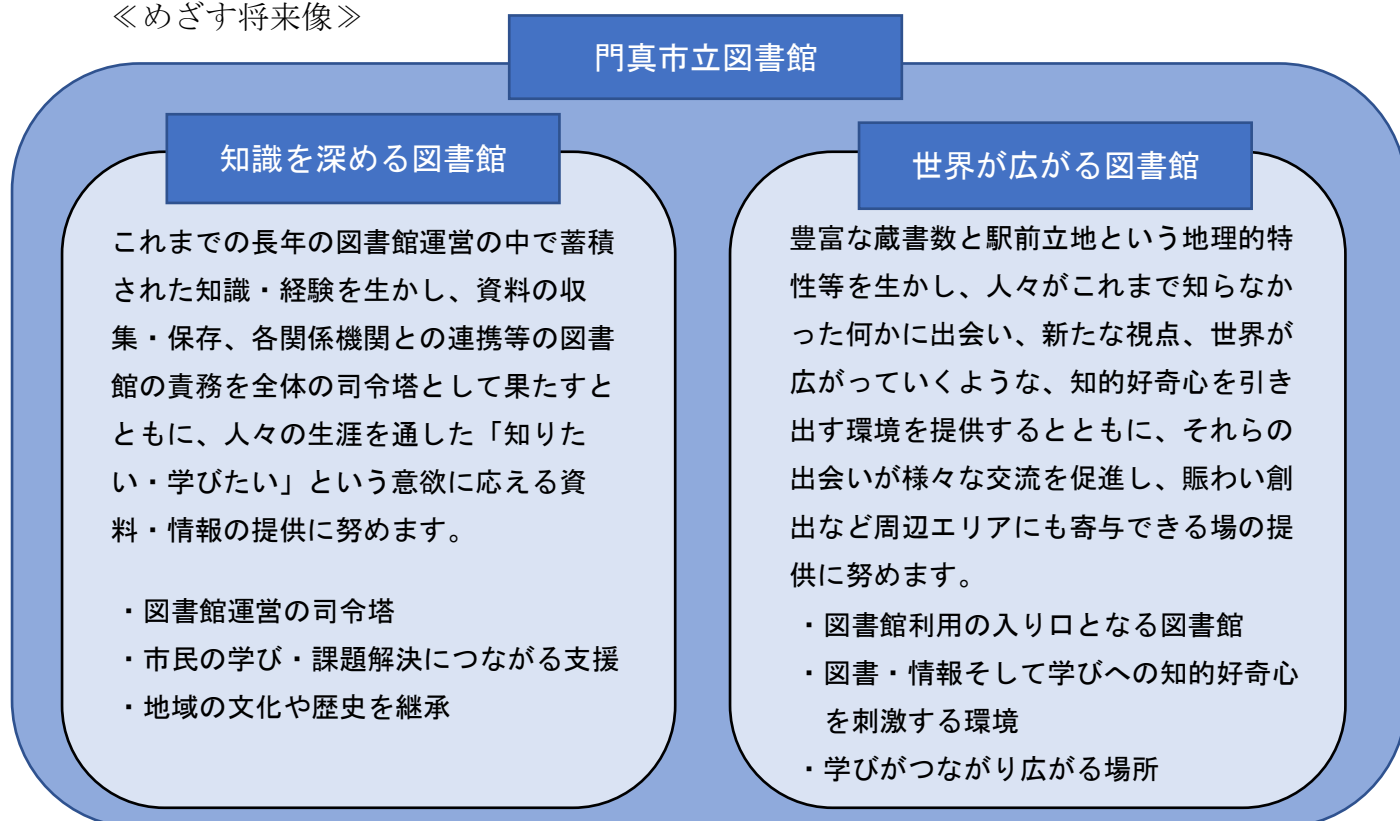 ≪めざす将来像≫
門真市立図書館
知識を深める図書館
これまでの長年の図書館運営の中で蓄積
された知識・経験を生かし、資料の収
集・保存、各関係機関との連携等の図書
館の責務を全体の司令塔として果たすと
ともに、人々の生涯を通した「知りた
い・学びたい」という意欲に応える資
料・情報の提供に努めます。
・図書館運営の司令塔
・市民の学び・課題解決につながる支援
・地域の文化や歴史を継承
世界が広がる図書館
豊富な蔵書数と駅前立地という地理的特
性等を生かし、人々がこれまで知らなか
った何かに出会い、新たな視点、世界が
広がっていくような、知的好奇心を引き
出す環境を提供するとともに、それらの
出会いが様々な交流を促進し、賑わい創
出など周辺エリアにも寄与できる場の提
供に努めます。
・図書館利用の入り口となる図書館
・図書・情報そして学びへの知的好奇心
を刺激する環境
・学びがつながり広がる場所